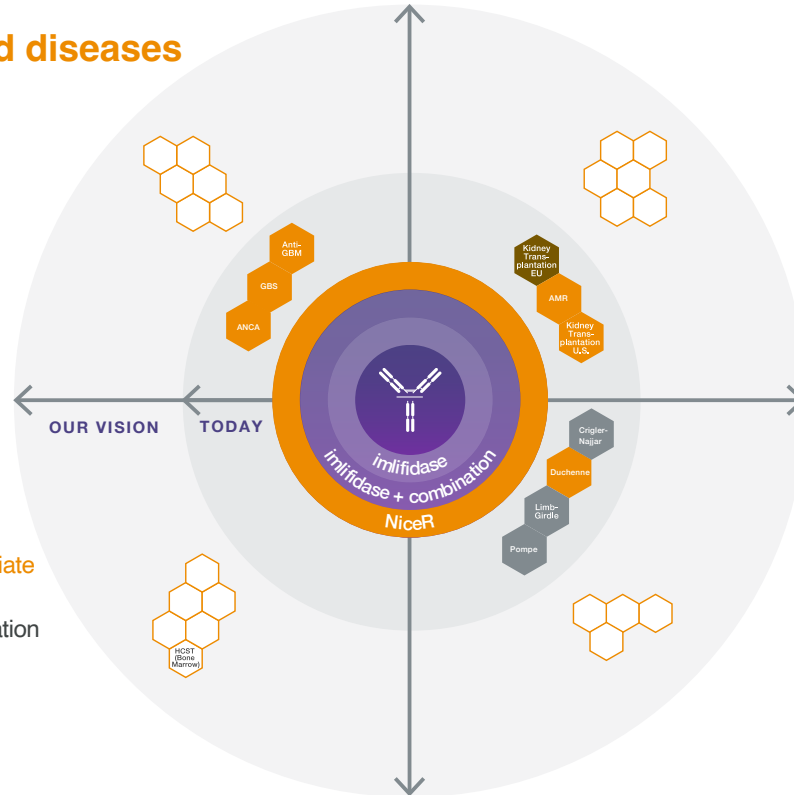 d diseases
Anti-
GBM
GBS
ANCA
Kidney
Trans-
plantation
EU
AMR
Kidney
Trans-
plantation
U.S.
OUR VISION
TODAY
imlifidase
imlifidase + combination
NiceR
Crigler-
Najjar
Duchenne
Limb-
Girdle
Pompe
iate
ation
HCST
(Bone
Marrow)